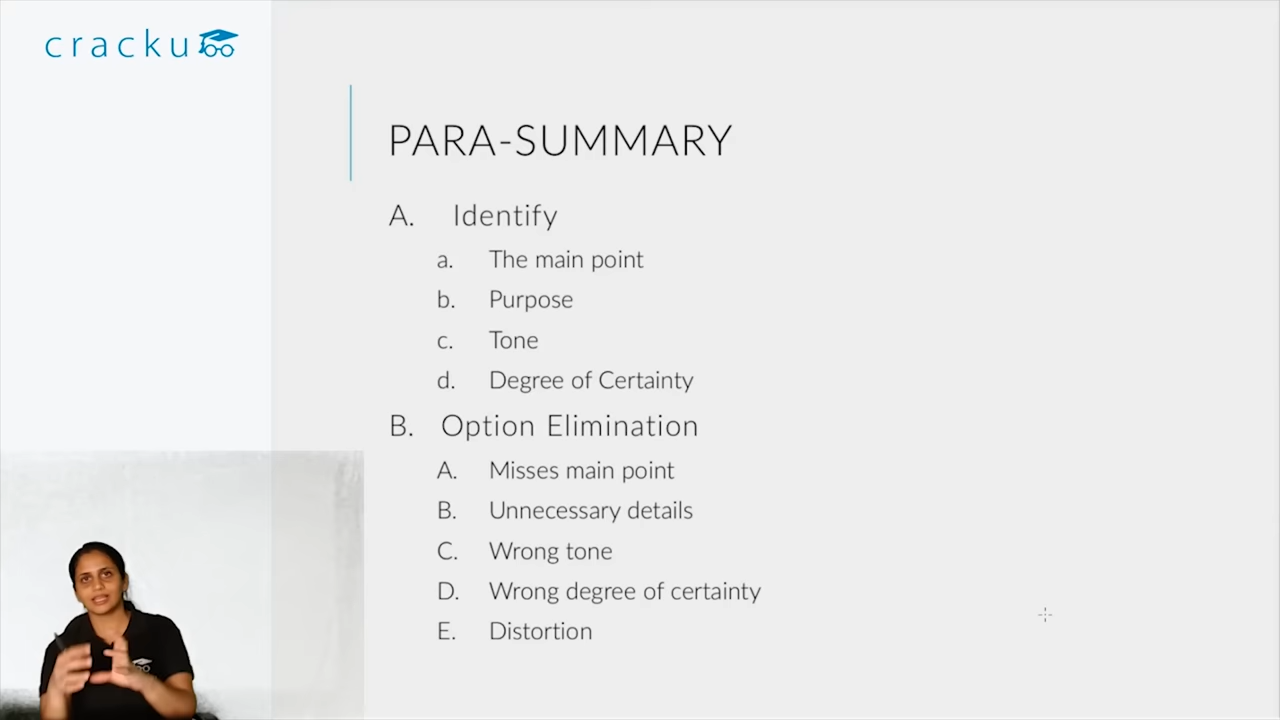 cracku
PARA-SUMMARY
A. Identify
a. The main point
b. Purpose
c. Tone
d. Degree of Certainty
B. Option Elimination
A. Misses main point
B. Unnecessary details
C. Wrong tone
D. Wrong degree of certainty
E. Distortion